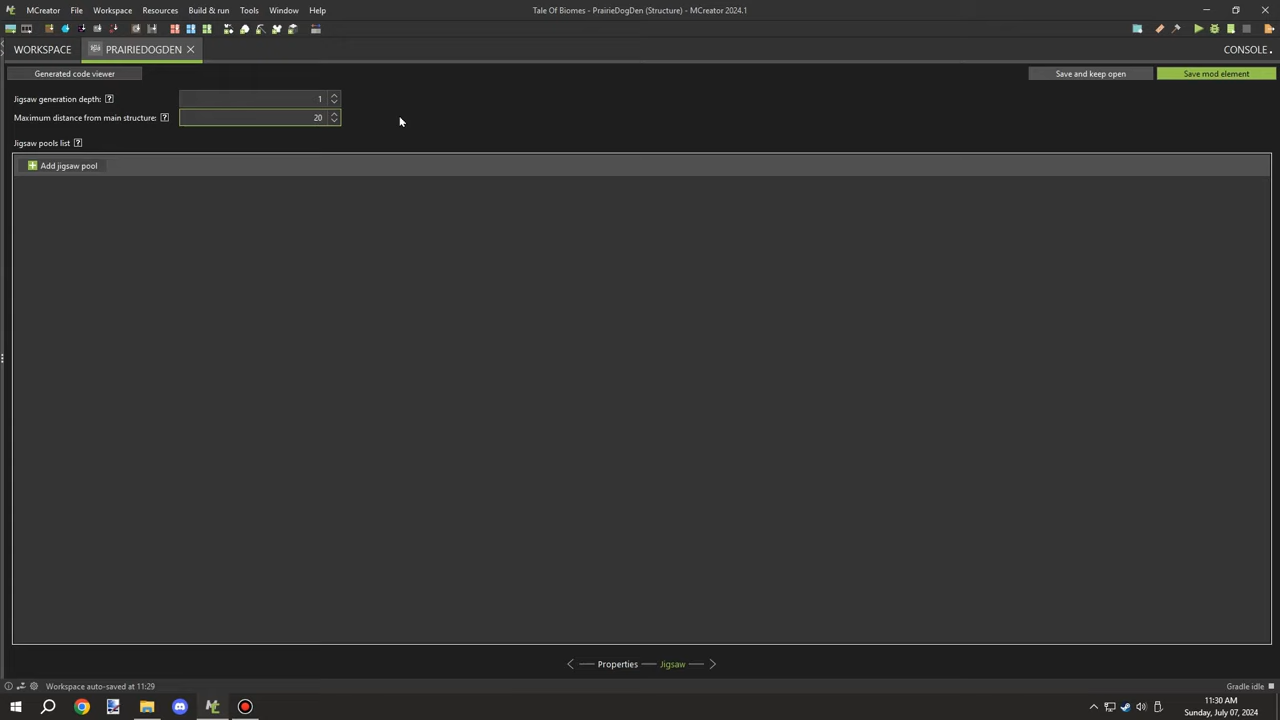 MCreator File Workspace Resources Build & run Tools Window Help Tale Of Biomes - PrairieDogDen (Structure) - MCreator 2024.1
WORKSPACE PRAIRIEDOGDEN CONSOLE
Generated code viewer Save and keep open Save mod element
Jigsaw generation depth: ? 1
Maximum distance from main structure: ? 20
Jigsaw pools list ?
Add jigsaw pool
Properties Jigsaw
Workspace auto-saved at 11:29 Gradle idle
11:30 AM
Sunday, July 07, 2024